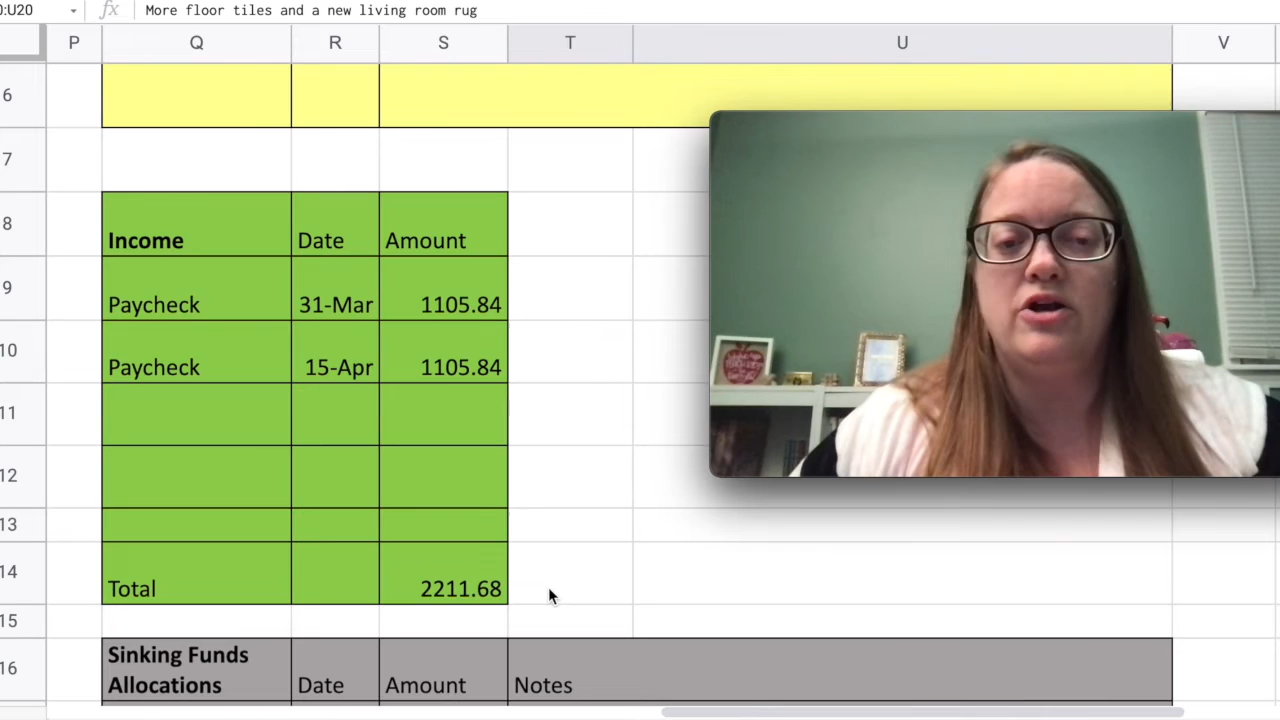 0:U20 fx More floor tiles and a new living room rug
P Q R S T U V
6
7
8 Income Date Amount
9 Paycheck 31-Mar 1105.84
10 Paycheck 15-Apr 1105.84
11
12
13
14 Total 2211.68
15
Sinking Funds
16 Allocations Date Amount Notes